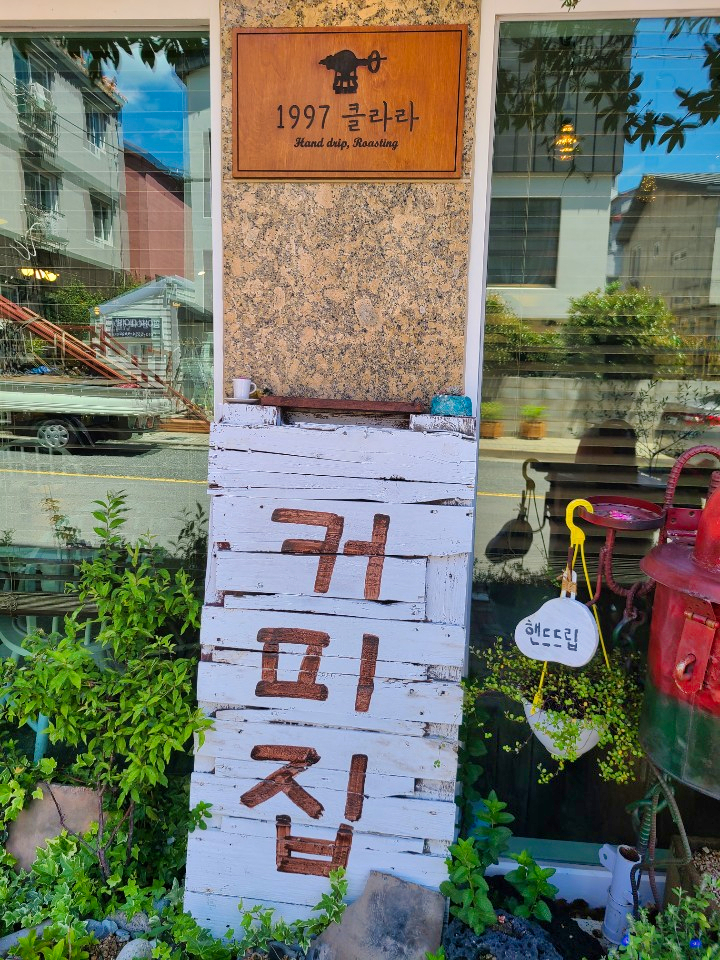 1997 클라라
Hand drip, Roasting
커
피
집
핸드드립